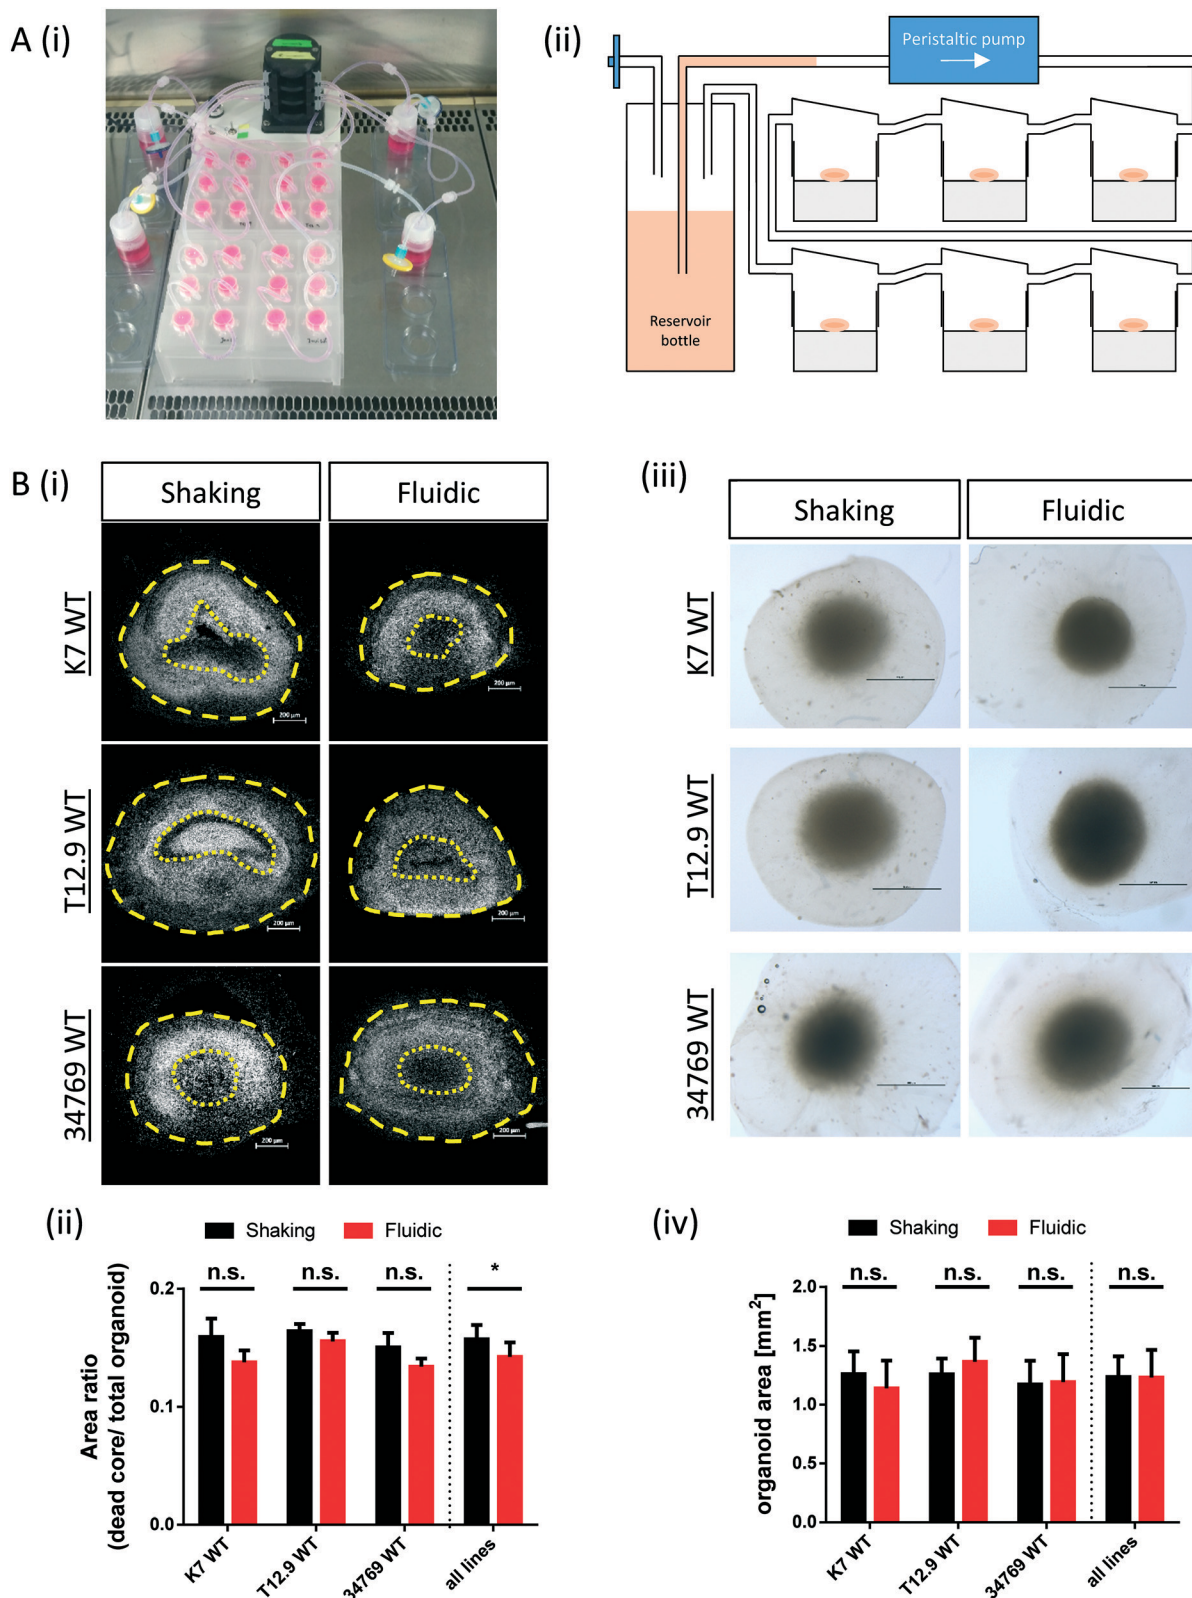 A (i)
(ii)
Peristaltic pump
Reservoir
bottle
B (i)
Shaking
Fluidic
K7 WT
200 µm
200 µm
T12.9 WT
200 µm
200 µm
34769 WT
200 µm
200 µm
(iii)
Shaking
Fluidic
K7 WT
T12.9 WT
34769 WT
(ii)
Shaking
Fluidic
Area ratio
(dead core/ total organoid)
n.s.
n.s.
n.s.
*
0.2
0.1
0.0
K7 WT
T12.9 WT
34769 WT
all lines
(iv)
Shaking
Fluidic
organoid area [mm²]
n.s.
n.s.
n.s.
n.s.
2.0
1.5
1.0
0.5
0.0
K7 WT
T12.9 WT
34769 WT
all lines